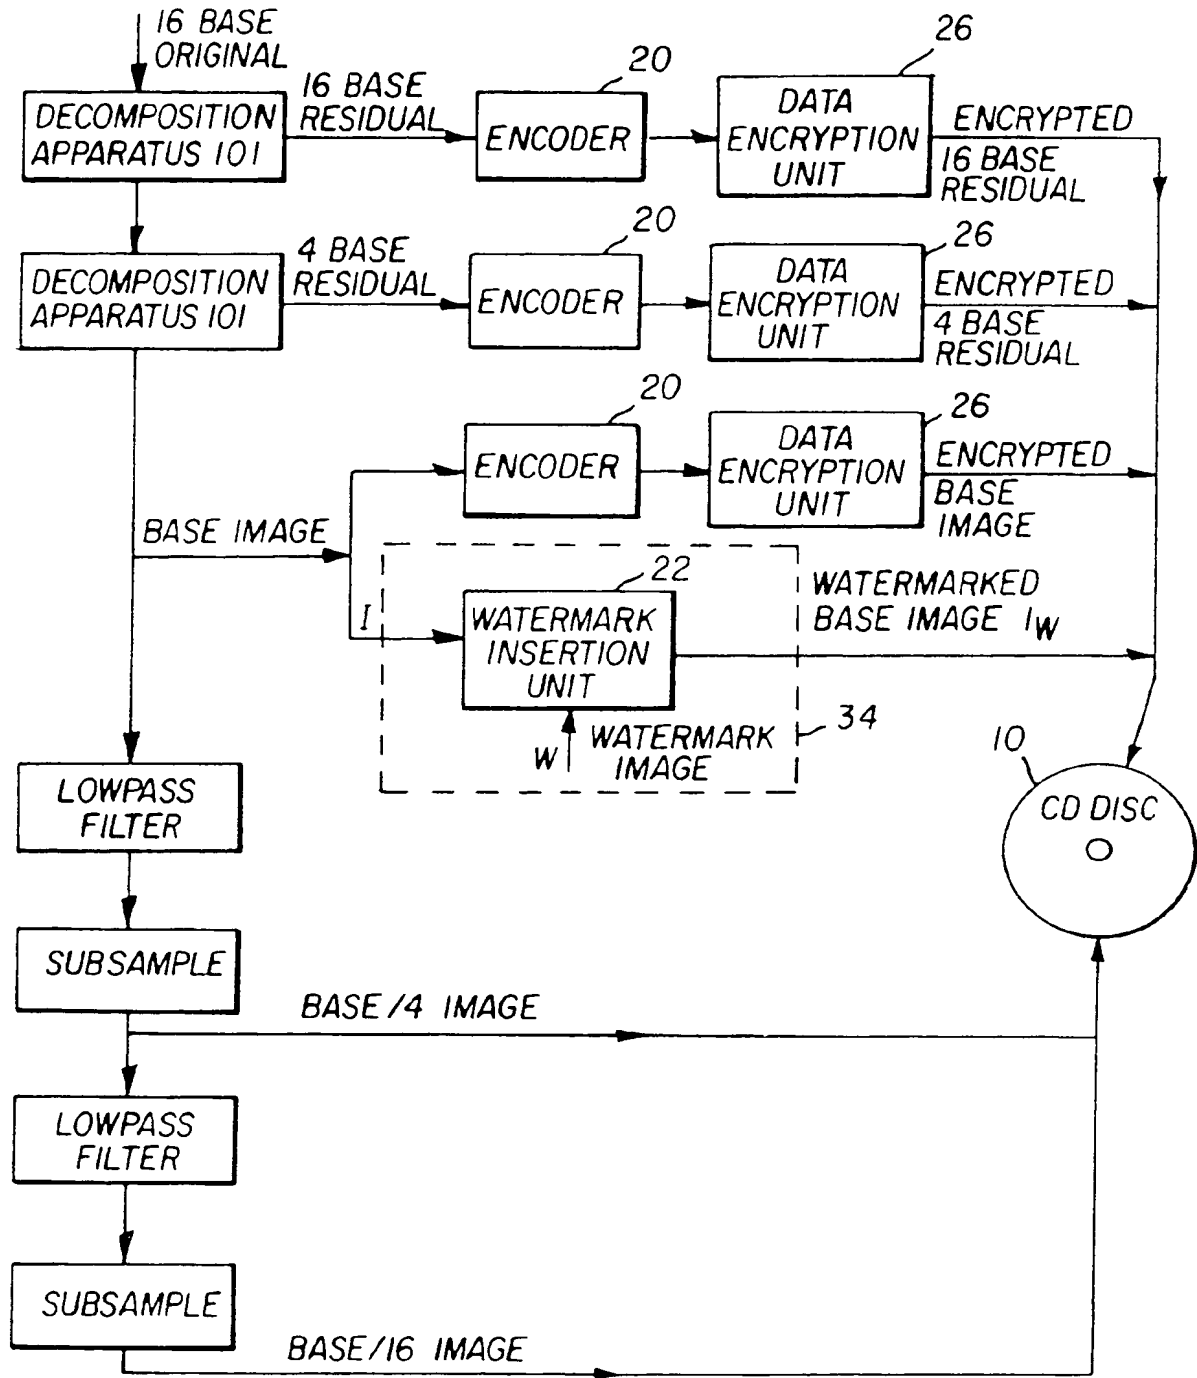 16 BASE
ORIGINAL
DECOMPOSITION
APPARATUS 101
16 BASE
RESIDUAL
20
ENCODER
26
DATA
ENCRYPTION
UNIT
ENCRYPTED
16 BASE
RESIDUAL
DECOMPOSITION
APPARATUS 101
4 BASE
RESIDUAL
20
ENCODER
26
DATA
ENCRYPTION
UNIT
ENCRYPTED
4 BASE
RESIDUAL
20
ENCODER
26
DATA
ENCRYPTION
UNIT
ENCRYPTED
BASE
IMAGE
BASE IMAGE
I
22
WATERMARK
INSERTION
UNIT
WATERMARKED
BASE IMAGE IW
W
WATERMARK
IMAGE
34
10
CD DISC
LOWPASS
FILTER
SUBSAMPLE
BASE/4 IMAGE
LOWPASS
FILTER
SUBSAMPLE
BASE/16 IMAGE